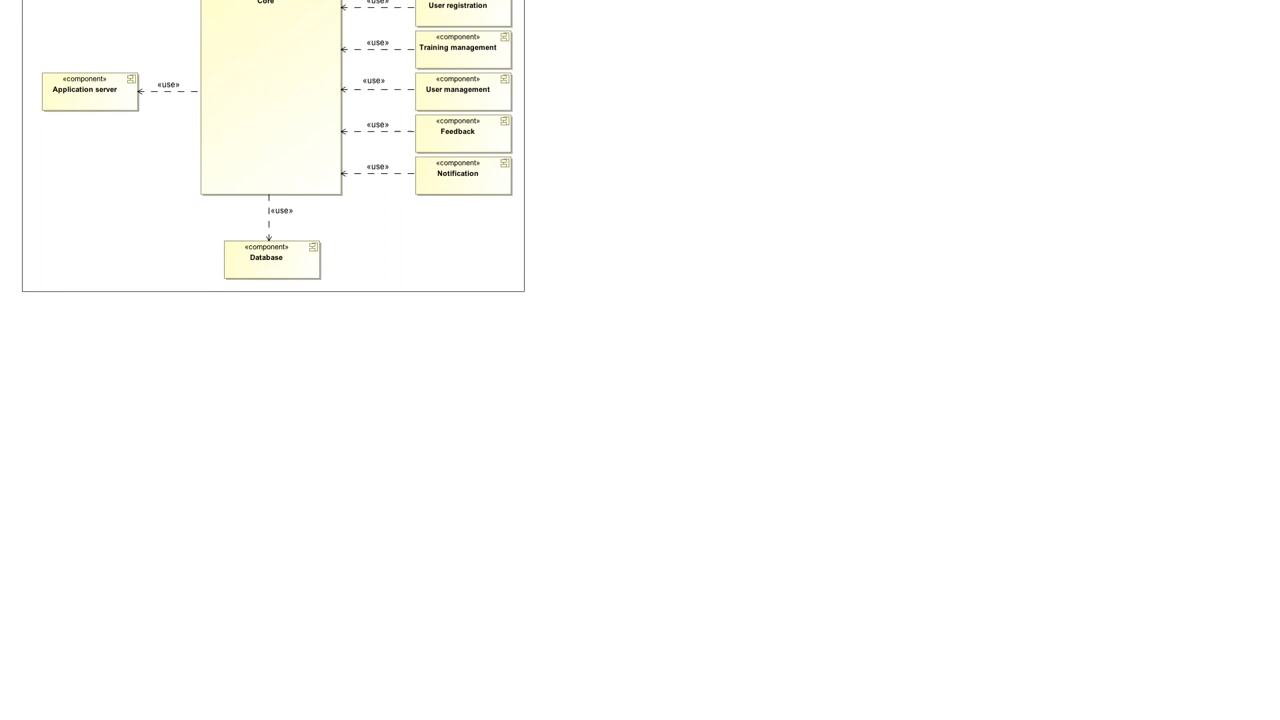 Core
«use»
User registration
«component»
Training management
«use»
«component»
Application server
«use»
«component»
User management
«use»
«component»
Feedback
«use»
«component»
Notification
«use»
«use»
«component»
Database